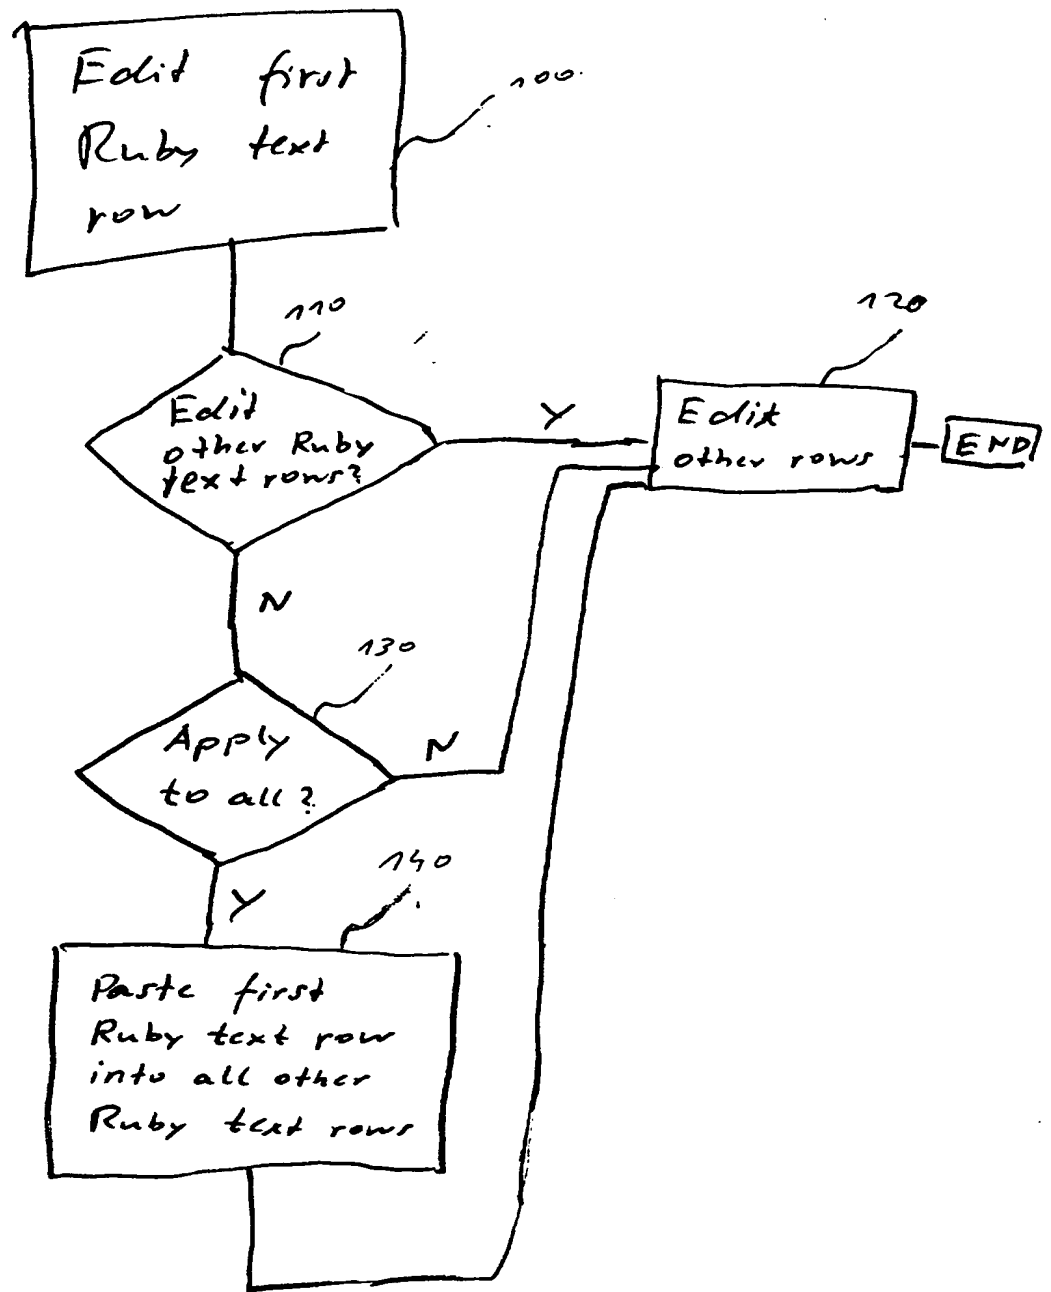 Edit first
Ruby text
row
100
110
Edit
other Ruby
text rows?
Y
120
Edit
other rows
END
N
130
Apply
to all?
N
Y
140
Paste first
Ruby text row
into all other
Ruby text rows